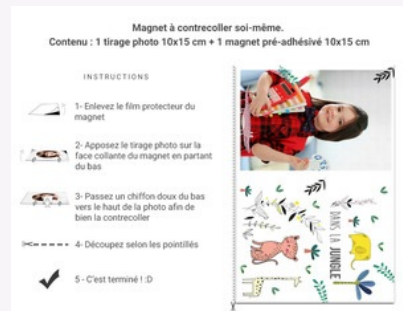 Magnet à contrecoller soi-même.
Contenu : 1 tirage photo 10x15 cm + 1 magnet pré-adhésivé 10x15 cm
INSTRUCTIONS
1- Enlevez le film protecteur du
magnet
2- Apposez le tirage photo sur la
face collante du magnet en partant
du bas
3- Passez un chiffon doux du bas
vers le haut de la photo afin de
bien la contrecoller
4- Découpez selon les pointillés
5 - C'est terminé ! :D
DANS LA JUNGLE